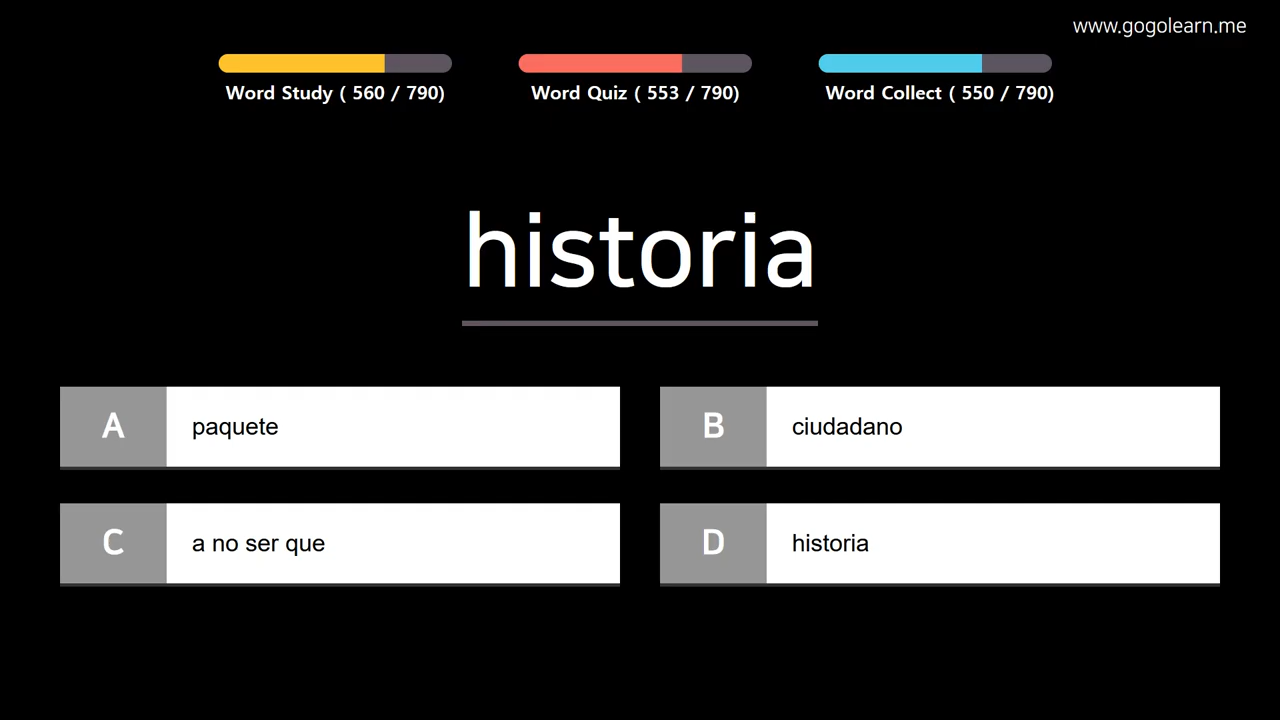 www.gogolearn.me
Word Study ( 560 / 790)
Word Quiz ( 553 / 790)
Word Collect ( 550 / 790)
historia
A
paquete
B
ciudadano
C
a no ser que
D
historia